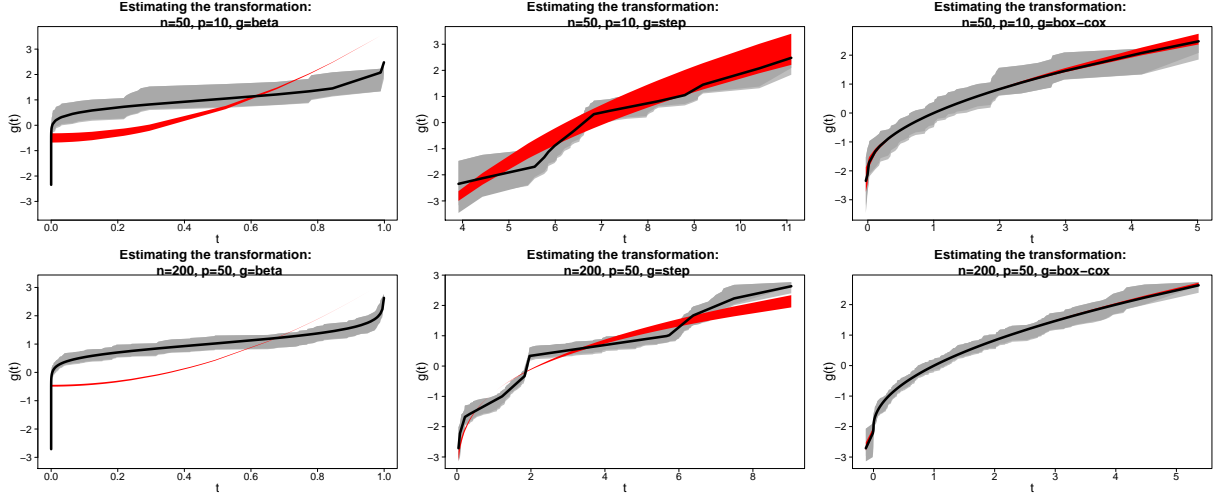 Estimating the transformation:
n=50, p=10, g=beta
g(t)
3
2
1
0
−1
−2
−3
0.0 0.2 0.4 0.6 0.8 1.0
t
Estimating the transformation:
n=50, p=10, g=step
g(t)
3
2
1
0
−1
−2
−3
4 5 6 7 8 9 10 11
t
Estimating the transformation:
n=50, p=10, g=box−cox
g(t)
2
1
0
−1
−2
−3
0 1 2 3 4 5
t
Estimating the transformation:
n=200, p=50, g=beta
g(t)
3
2
1
0
−1
−2
−3
0.0 0.2 0.4 0.6 0.8 1.0
t
Estimating the transformation:
n=200, p=50, g=step
g(t)
3
2
1
0
−1
−2
−3
0 2 4 6 8
t
Estimating the transformation:
n=200, p=50, g=box−cox
g(t)
2
1
0
−1
−2
−3
0 1 2 3 4 5
t